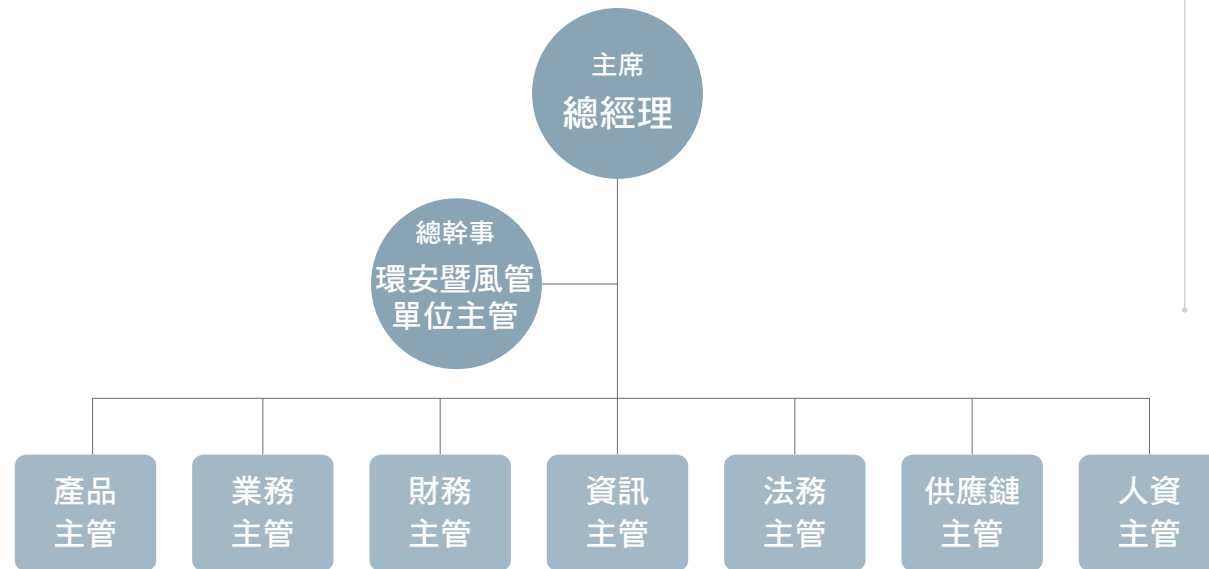 主席
總經理
總幹事
環安暨風管
單位主管
產品
主管
業務
主管
財務
主管
資訊
主管
法務
主管
供應鏈
主管
人資
主管